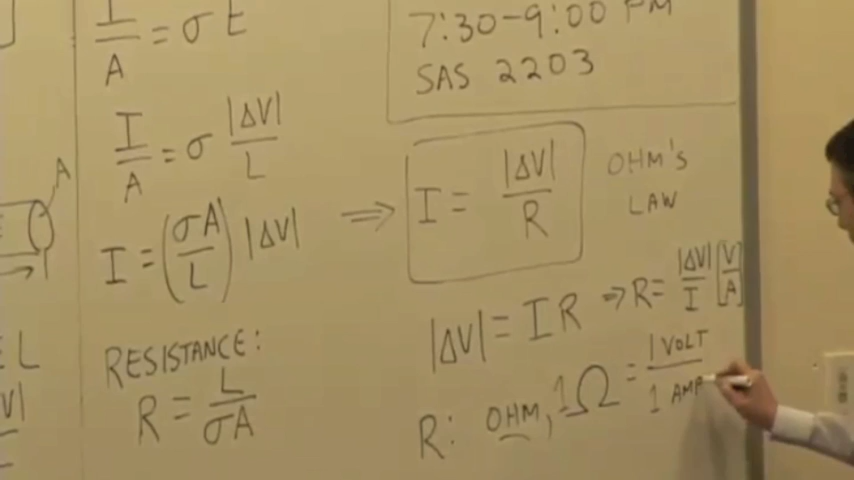 I/A = σ E
I/A = σ |ΔV|/L
I = (σA/L) |ΔV|
RESISTANCE:
R = L/σA
A
I
E L
V|
7:30-9:00 PM
SAS 2203
⇒ I = |ΔV|/R
OHM'S
LAW
|ΔV| = IR ⇒ R = |ΔV|/I [V/A]
R: OHM, 1Ω = 1 VOLT/1 AMP